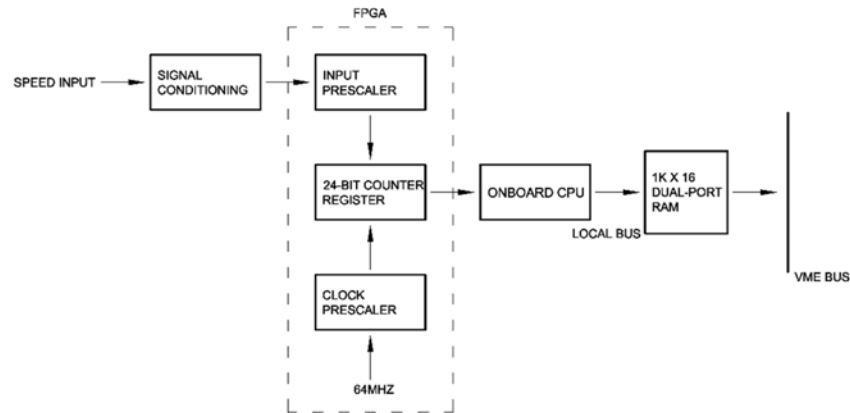 FPGA
SPEED INPUT
SIGNAL
CONDITIONING
INPUT
PRESCALER
24-BIT COUNTER
REGISTER
ONBOARD CPU
1K X 16
DUAL-PORT
RAM
LOCAL BUS
VME BUS
CLOCK
PRESCALER
64MHZ